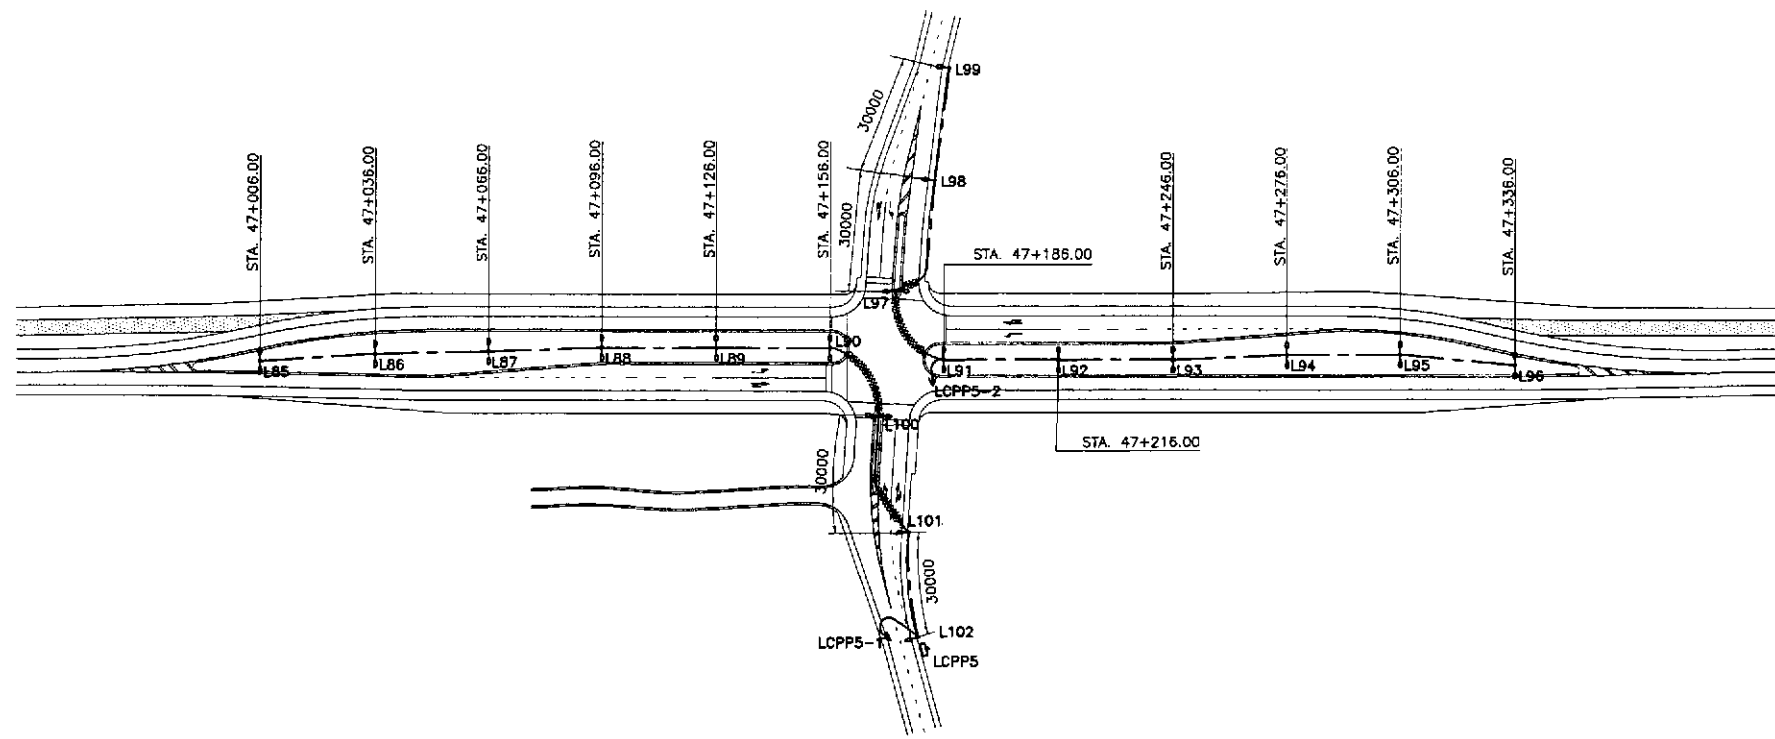 L99
30000
L98
30000
STA. 47+006.00
STA. 47+036.00
STA. 47+066.00
STA. 47+096.00
STA. 47+126.00
STA. 47+156.00
STA. 47+186.00
STA. 47+246.00
STA. 47+276.00
STA. 47+306.00
STA. 47+336.00
L97
L90
L85
L86
L87
L88
L89
L91
L92
L93
L94
L95
L96
LCPP5-2
L100
STA. 47+216.00
30000
L101
30000
L102
LCPP5-1
LCPP5